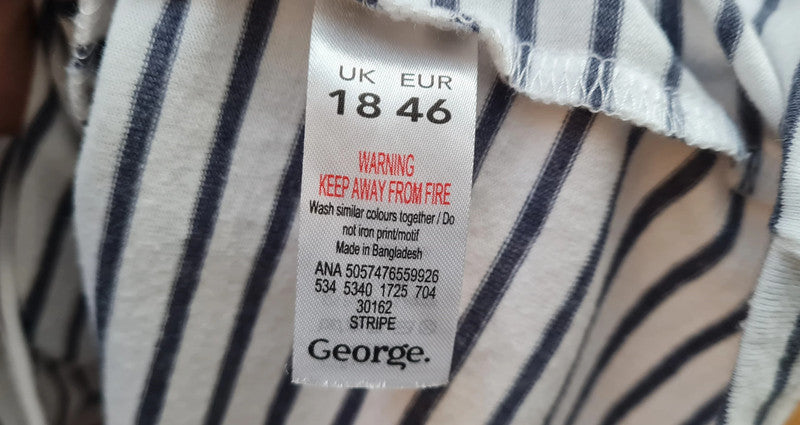 UK EUR
18 46
WARNING
KEEP AWAY FROM FIRE
Wash similar colours together / Do
not iron print/motif
Made in Bangladesh
ANA 5057476559926
534 5340 1725 704
30162
STRIPE
George.